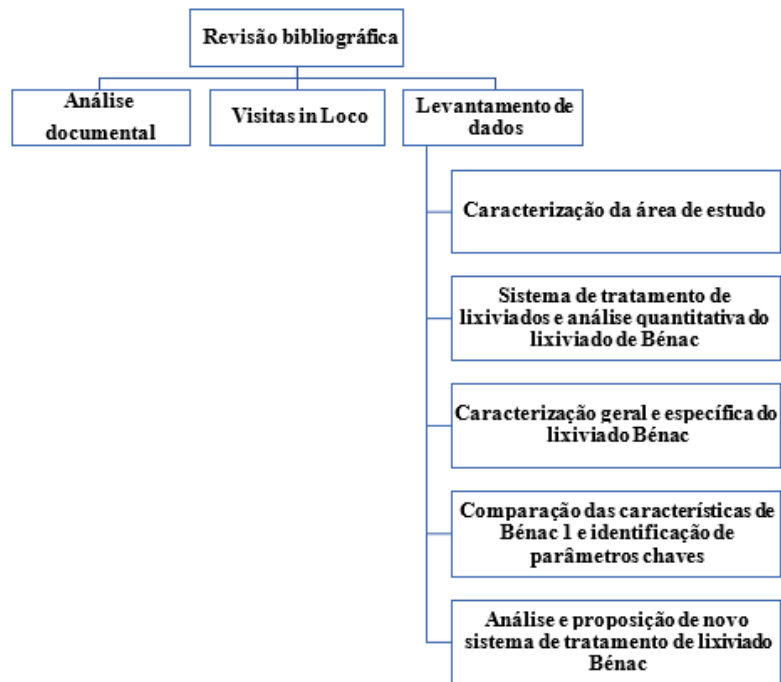 Revisão bibliográfica
Análise
documental
Visitas in Loco
Levantamento de
dados
Caracterização da área de estudo
Sistema de tratamento de
lixiviados e análise quantitativa do
lixiviado de Bénac
Caracterização geral e específica do
lixiviado Bénac
Comparação das características de
Bénac 1 e identificação de
parâmetros chaves
Análise e proposição de novo
sistema de tratamento de lixiviado
Bénac